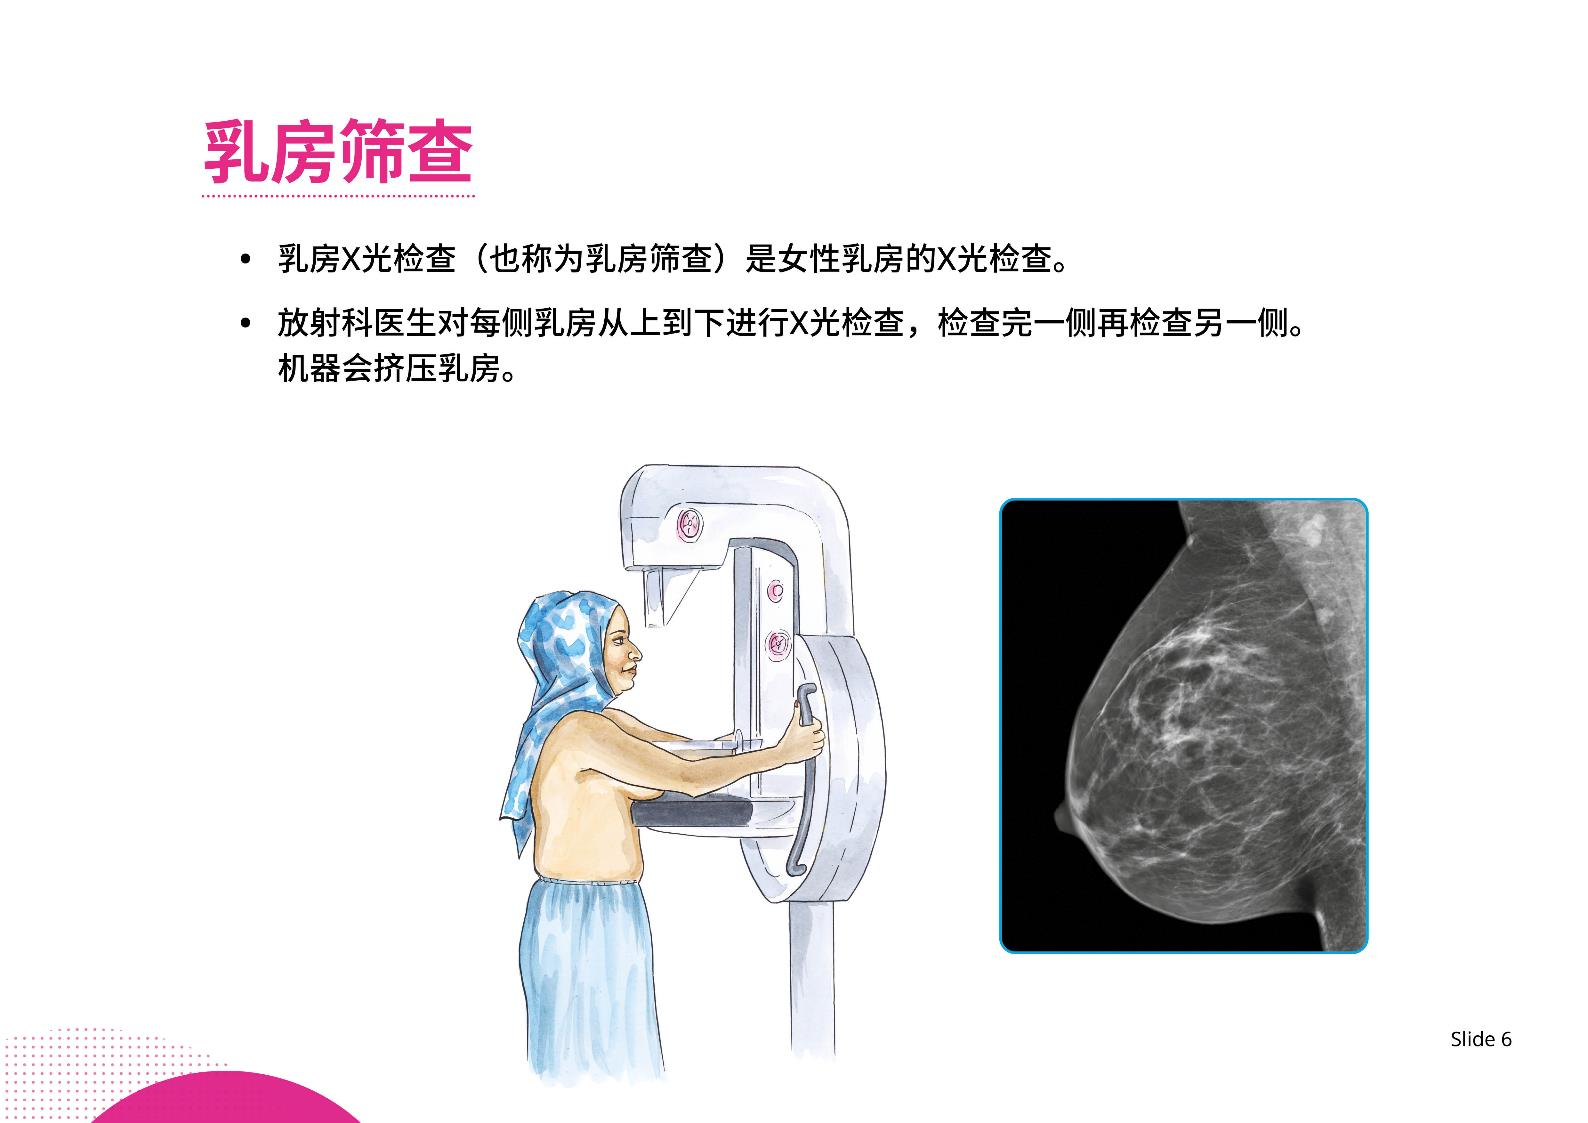 乳房筛查
• 乳房X光检查（也称为乳房筛查）是女性乳房的X光检查。
• 放射科医生对每侧乳房从上到下进行X光检查，检查完一侧再检查另一侧。
机器会挤压乳房。
Slide 6